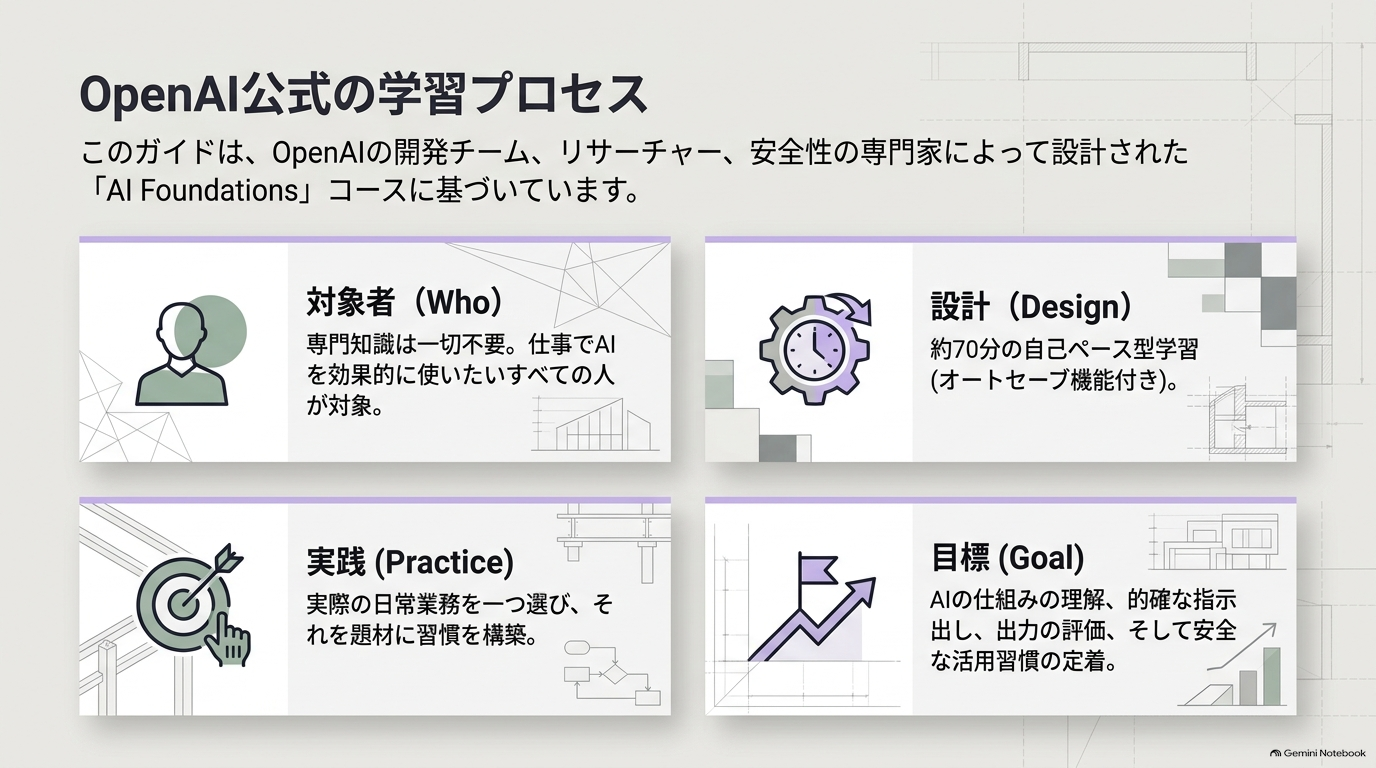 OpenAI公式の学習プロセス
このガイドは、OpenAIの開発チーム、リサーチャー、安全性の専門家によって設計された
「AI Foundations」コースに基づいています。
対象者（Who）
専門知識は一切不要。仕事でAI
を効果的に使いたいすべての人
が対象。
設計（Design）
約70分の自己ペース型学習
(オートセーブ機能付き)。
実践 (Practice)
実際の日常業務を一つ選び、そ
れを題材に習慣を構築。
目標 (Goal)
AIの仕組みの理解、的確な指示
出し、出力の評価、そして安全
な活用習慣の定着。
Gemini Notebook